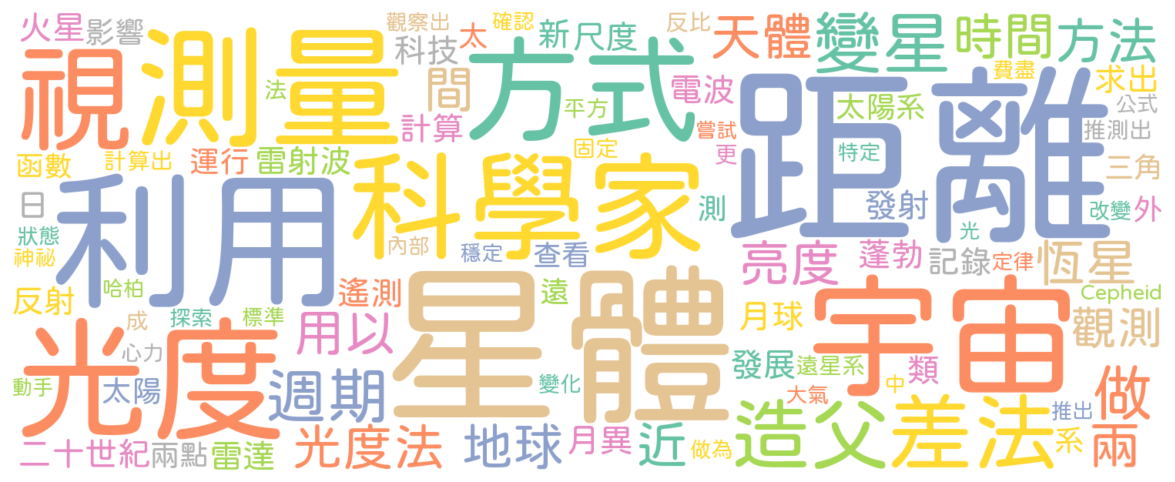 火星
影響
觀察出
確認
反比
科技
太
新
尺度
天體
變星
時間
方法
視
測量
法
間
方式
平方
電波
費盡
求出
太陽系
公式
距離
推測出
計算
嘗試
函數
計算出
運行
雷射波
固定
更
特定
三角
日
利用
科學家
測
發射
改變
外
狀態
神祕
內部
穩定
查看
光
亮度
蓬勃
記錄
定律
恆星
反射
哈柏
遙測
遠
Cepheid
成
探索
標準
用以
星體
月球
宇宙
觀測
光度
心力
動手
太陽
週期
變化
發展
遠星系
中
類
大氣
做
二十世紀
兩點
雷達
光度法
地球
月異
近
做為
造父
差法
推出
系
兩